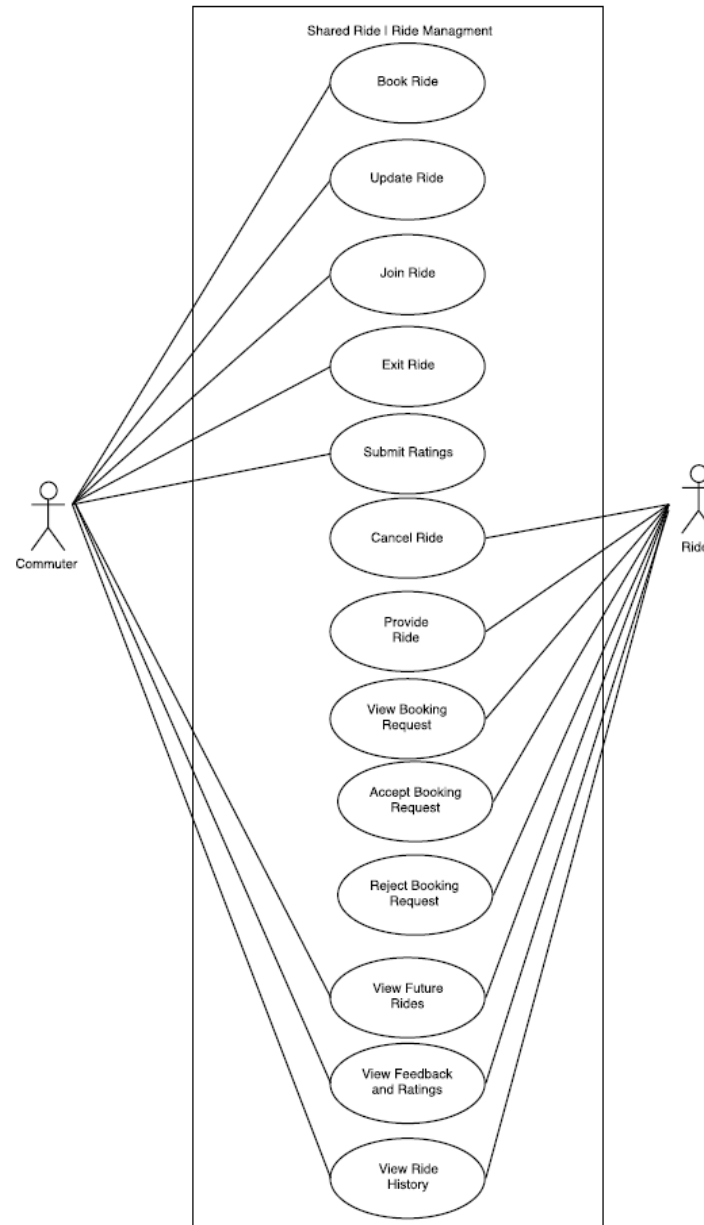 Shared Ride | Ride Managment
Book Ride
Update Ride
Join Ride
Exit Ride
Submit Ratings
Cancel Ride
Commuter
Provide
Ride
View Booking
Request
Accept Booking
Request
Reject Booking
Request
View Future
Rides
View Feedback
and Ratings
View Ride
History